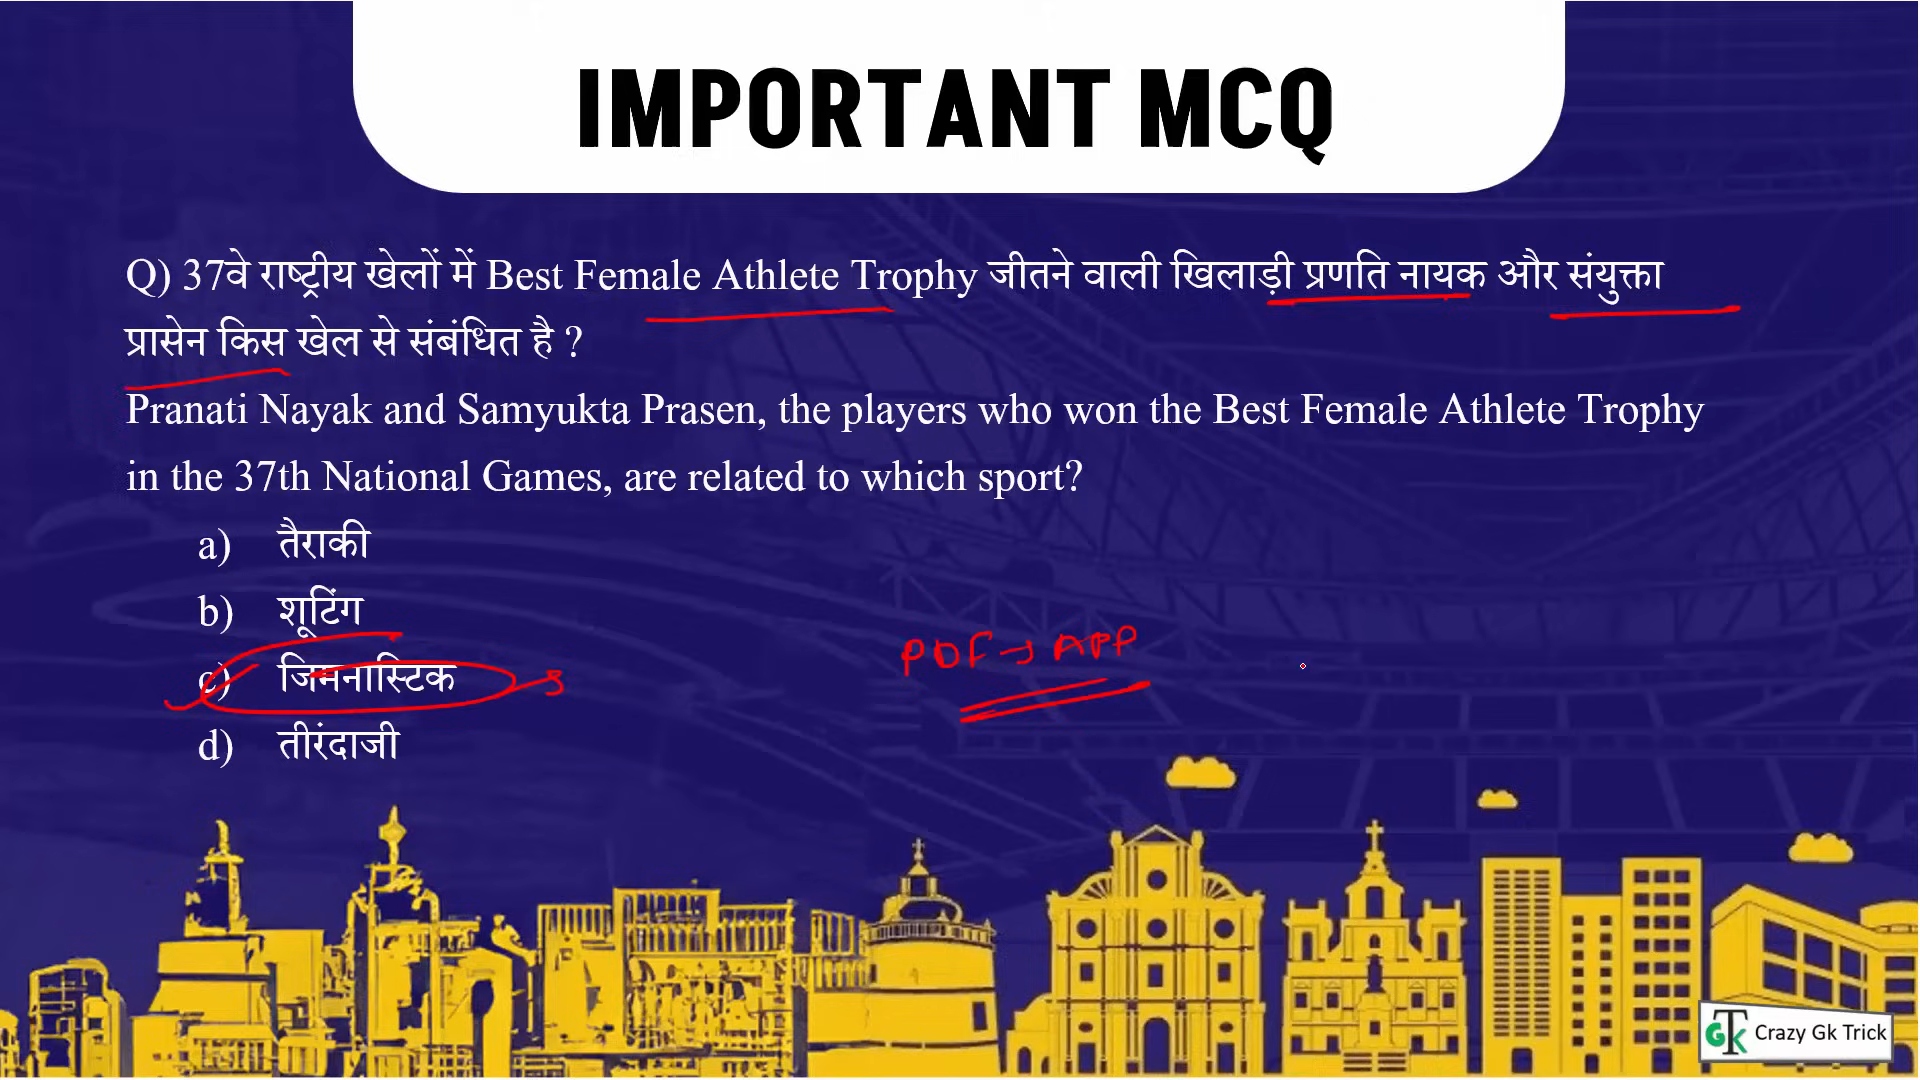 IMPORTANT MCQ
Q) 37वे राष्ट्रीय खेलों में Best Female Athlete Trophy जीतने वाली खिलाड़ी प्रणति नायक और संयुक्ता
प्रासेन किस खेल से संबंधित है ?
Pranati Nayak and Samyukta Prasen, the players who won the Best Female Athlete Trophy
in the 37th National Games, are related to which sport?
a) तैराकी
b) शूटिंग
c) जिमनास्टिक
PDF → APP
d) तीरंदाजी
GTK Crazy Gk Trick